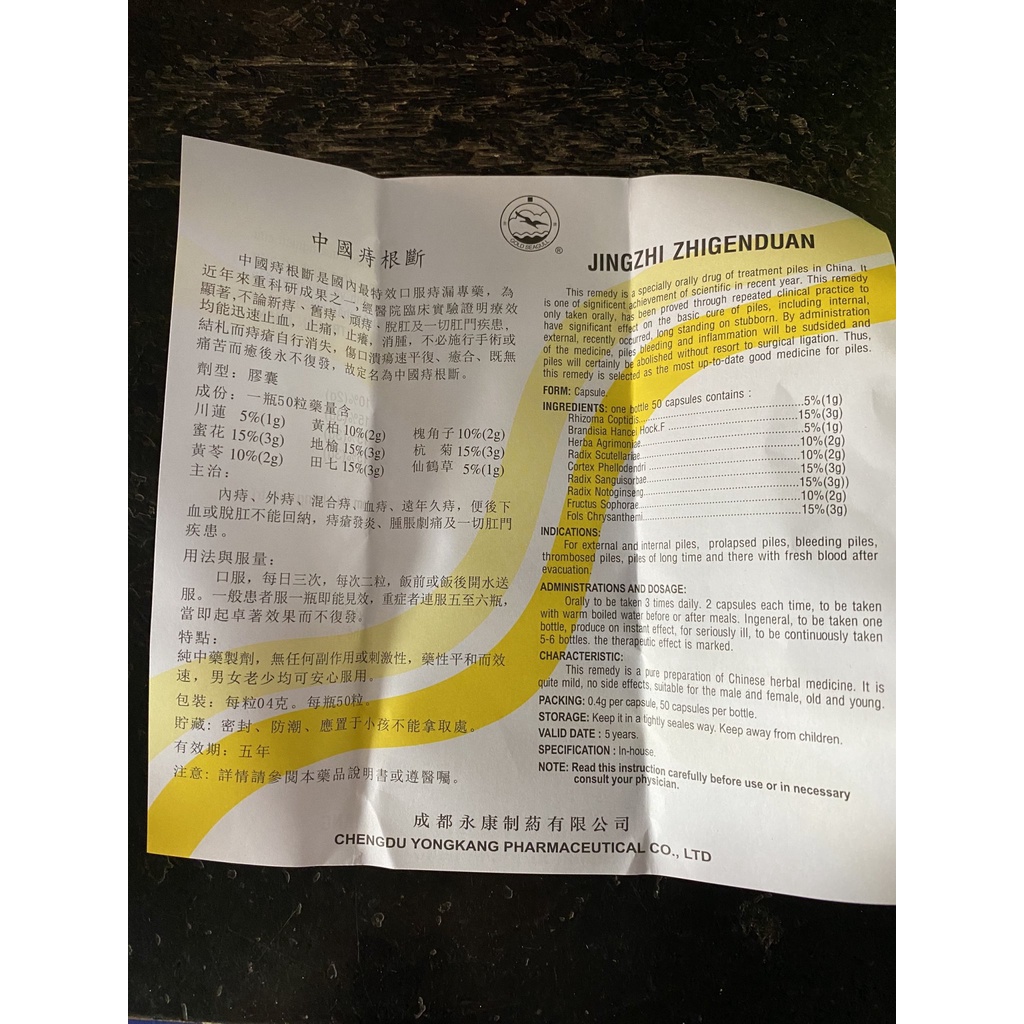 GOLD SEAGULL
®
中國痔根斷
中國痔根斷是國內最特效口服痔漏專藥，為
近年來重科研成果之一，經醫院臨床實驗證明療效
顯著，不論新痔、舊痔、頑痔、脫肛及一切肛門疾患，
均能迅速止血，止痛，止癢，消腫，不必施行手術或
結札而痔瘡自行消失，傷口潰瘍速平復、癒合、既無
痛苦而癒後永不復發，故定名為中國痔根斷。
劑型：膠囊
成份：一瓶50粒藥量含
川蓮 5%(1g) 黃柏10%(2g) 槐角子10%(2g)
蜜花15%(3g) 地榆15%(3g) 杭 菊15%(3g)
黃苓10%(2g) 田七15%(3g) 仙鶴草 5%(1g)
主治：
內痔、外痔、混合痔、血痔、遠年久痔，便後下
血或脫肛不能回納，痔瘡發炎、腫脹劇痛及一切肛門
疾患。
用法與服量：
口服，每日三次，每次二粒，飯前或飯後開水送
服。一般患者服一瓶即能見效，重症者連服五至六瓶，
當即起卓著效果而不復發。
特點：
純中藥製劑，無任何副作用或刺激性，藥性平和而效
速，男女老少均可安心服用。
包裝：每粒04克。每瓶50粒。
貯藏：密封、防潮、應置于小孩不能拿取處。
有效期：五年
注意：詳情請參閱本藥品說明書或遵醫囑。
JINGZHI ZHIGENDUAN
This remedy is a specially orally drug of treatment piles in China. It
is one of significant achievement of scientific in recent year. This remedy
only taken orally, has been proved through repeated clinical practice to
have significant effect on the basic cure of piles, including internal,
external, recently occurred, long standing on stubborn. By administration
of the medicine, piles bleeding and inflammation will be sudsided and
piles will certainly be abolished without resort to surgical ligation. Thus,
this remedy is selected as the most up-to-date good medicine for piles.
FORM: Capsule.
INGREDIENTS: one bottle 50 capsules contains :
Rhizoma Coptidis.....5%(1g)
Brandisia Hancei Hock.F.....15%(3g)
Herba Agrimoniae.....5%(1g)
Radix Scutellariae.....10%(2g)
Cortex Phellodendri.....10%(2g)
Radix Sanguisorbae.....15%(3g)
Radix Notoginseng.....15%(3g))
Fructus Sophorae.....10%(2g)
Fols Chrysanthemi.....15%(3g)
INDICATIONS:
For external and internal piles, prolapsed piles, bleeding piles,
thrombosed piles, piles of long time and there with fresh blood after
evacuation.
ADMINISTRATIONS AND DOSAGE:
Orally to be taken 3 times daily. 2 capsules each time, to be taken
with warm boiled water before or after meals. Ingeneral, to be taken one
bottle, produce on instant effect, for seriously ill, to be continuously taken
5-6 bottles. the therapeutic effect is marked.
CHARACTERISTIC:
This remedy is a pure preparation of Chinese herbal medicine. It is
quite mild, no side effects, suitable for the male and female, old and young.
PACKING: 0.4g per capsule, 50 capsules per bottle.
STORAGE: Keep it in a tightly seales way. Keep away from children.
VALID DATE : 5 years.
SPECIFICATION : In-house.
NOTE: Read this instruction carefully before use or in necessary
consult your physician.
成都永康制葯有限公司
CHENGDU YONGKANG PHARMACEUTICAL CO., LTD